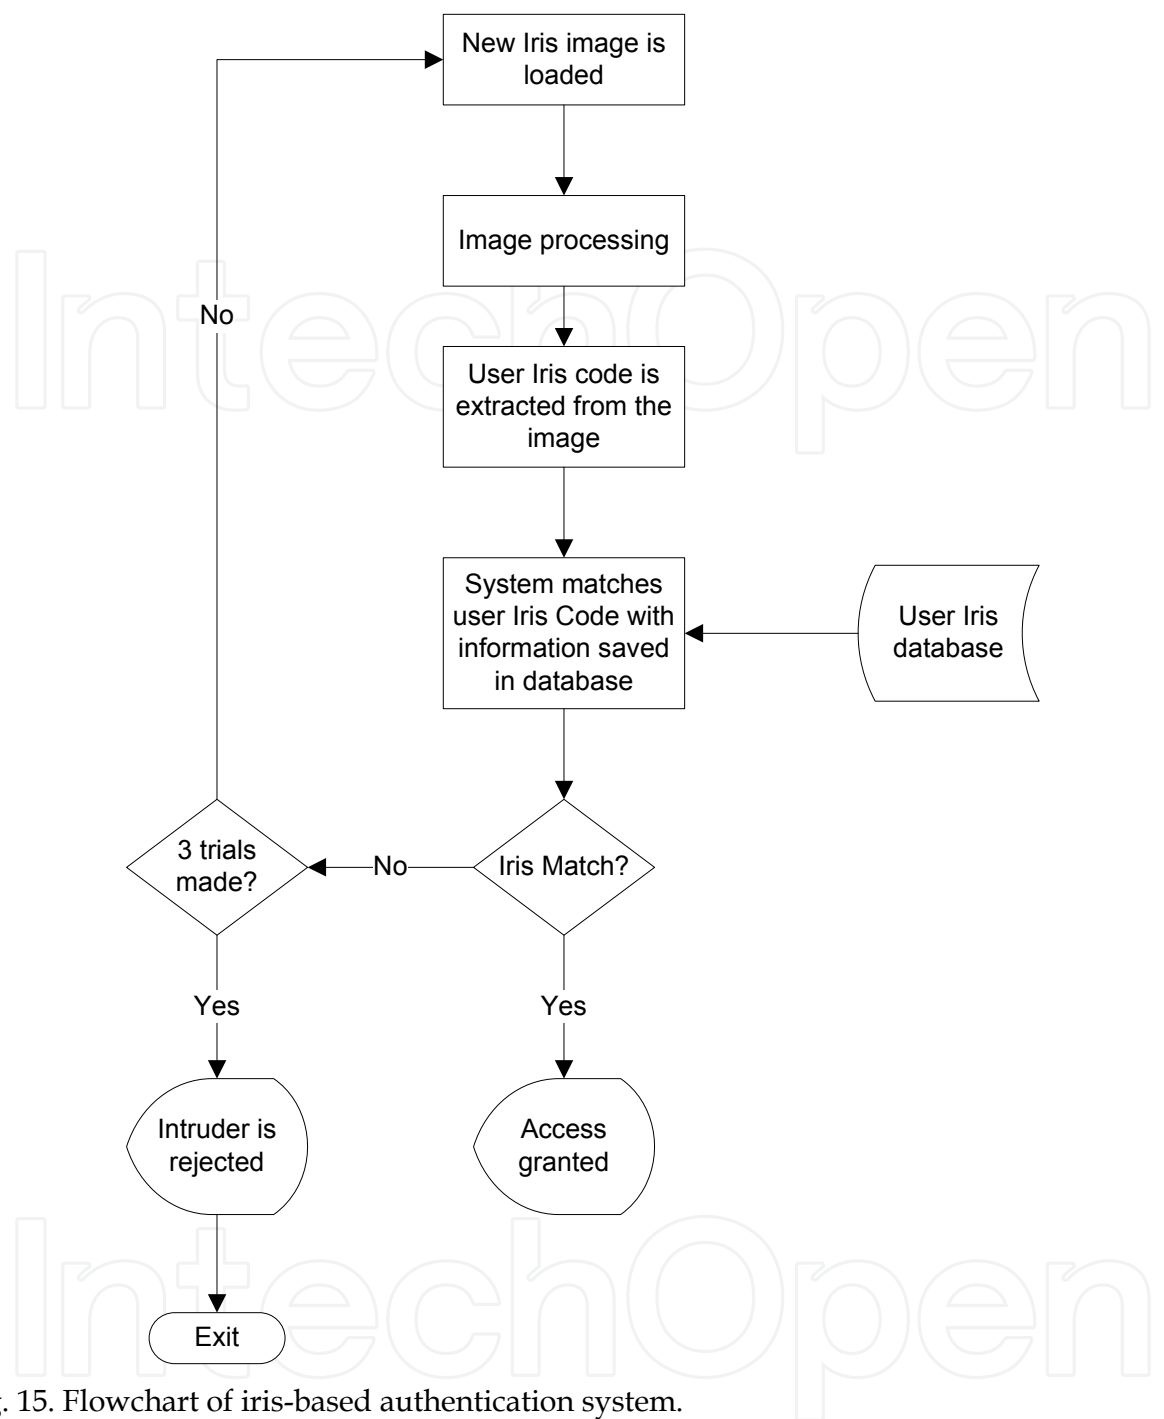 New Iris image is
loaded
Image processing
No
User Iris code is
extracted from the
image
System matches
user Iris Code with
information saved
in database
User Iris
database
3 trials
made?
No
Iris Match?
Yes
Yes
Intruder is
rejected
Access
granted
Exit
IntechOpen
IntechOpen
. 15. Flowchart of iris-based authentication system.